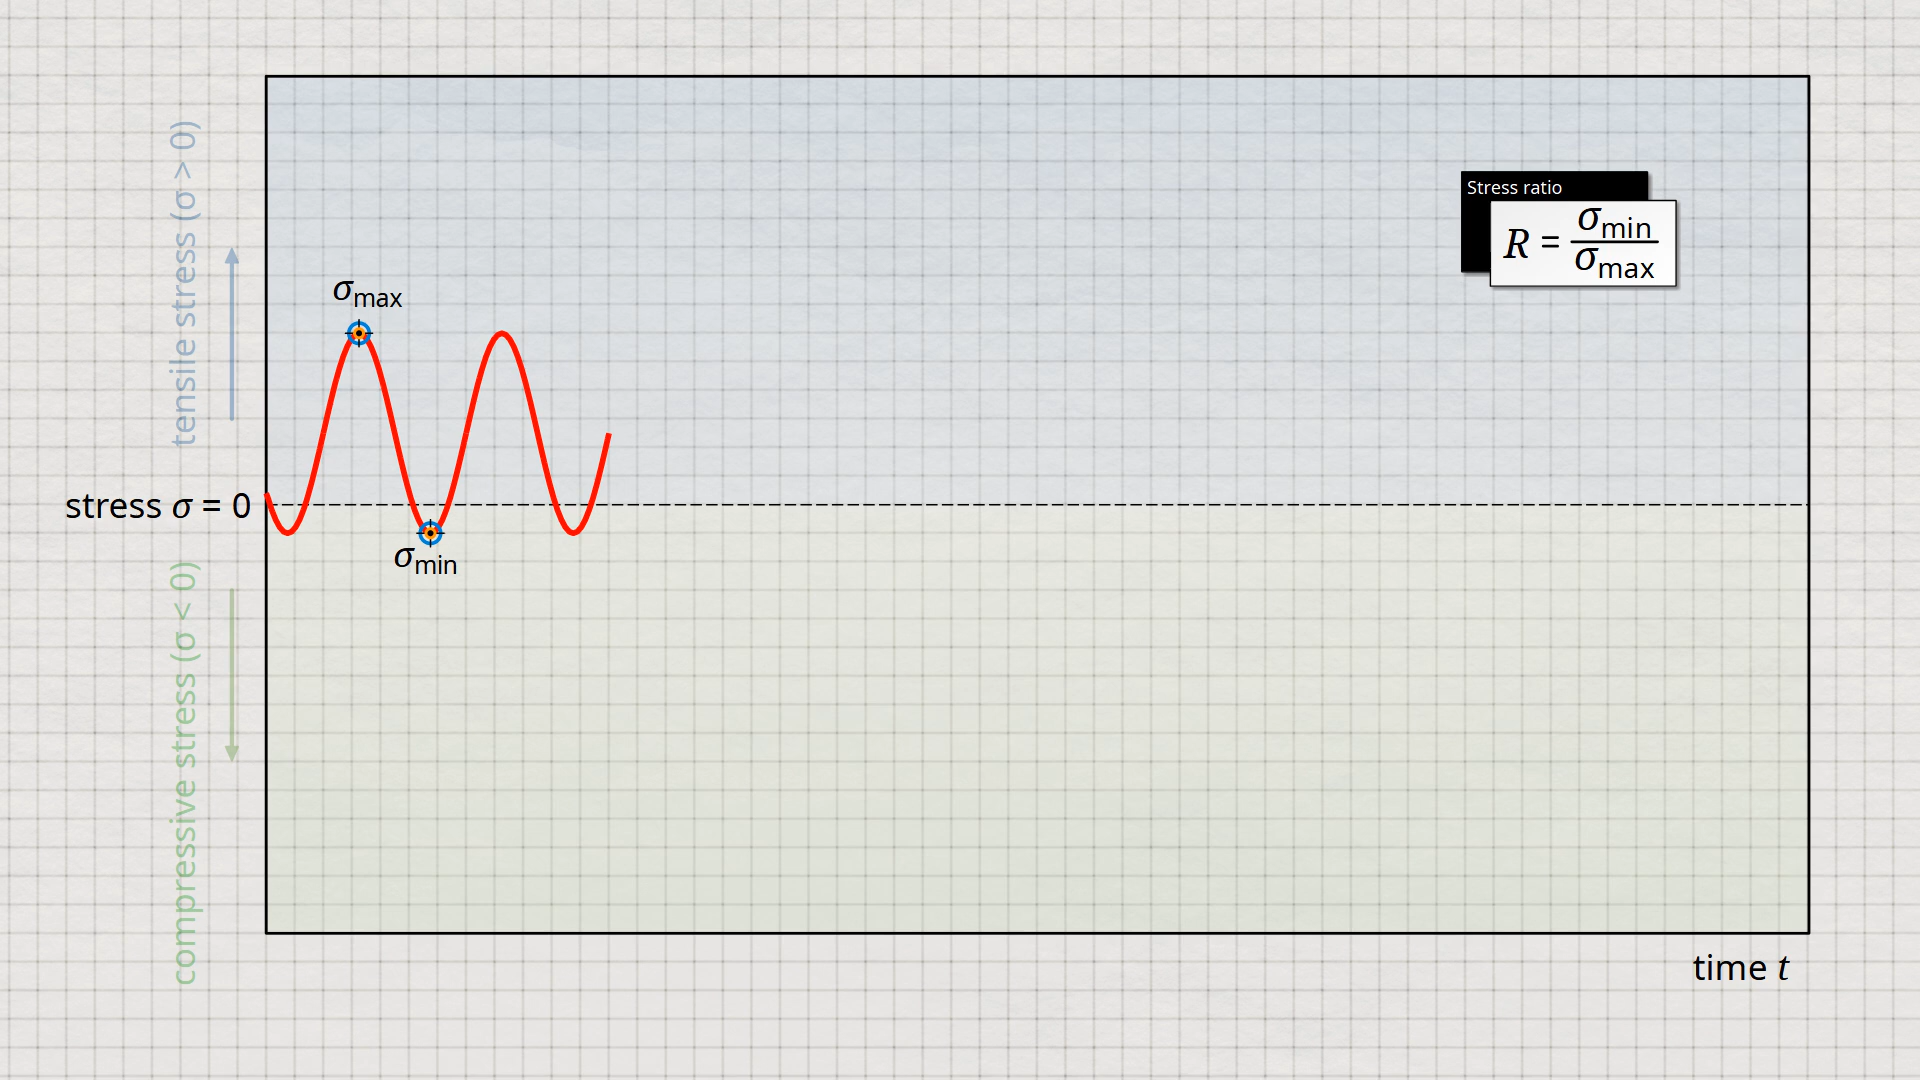 tensile stress (σ > 0)
Stress ratio
R = σmin
σmax
σmax
stress σ = 0
σmin
compressive stress (σ < 0)
time t